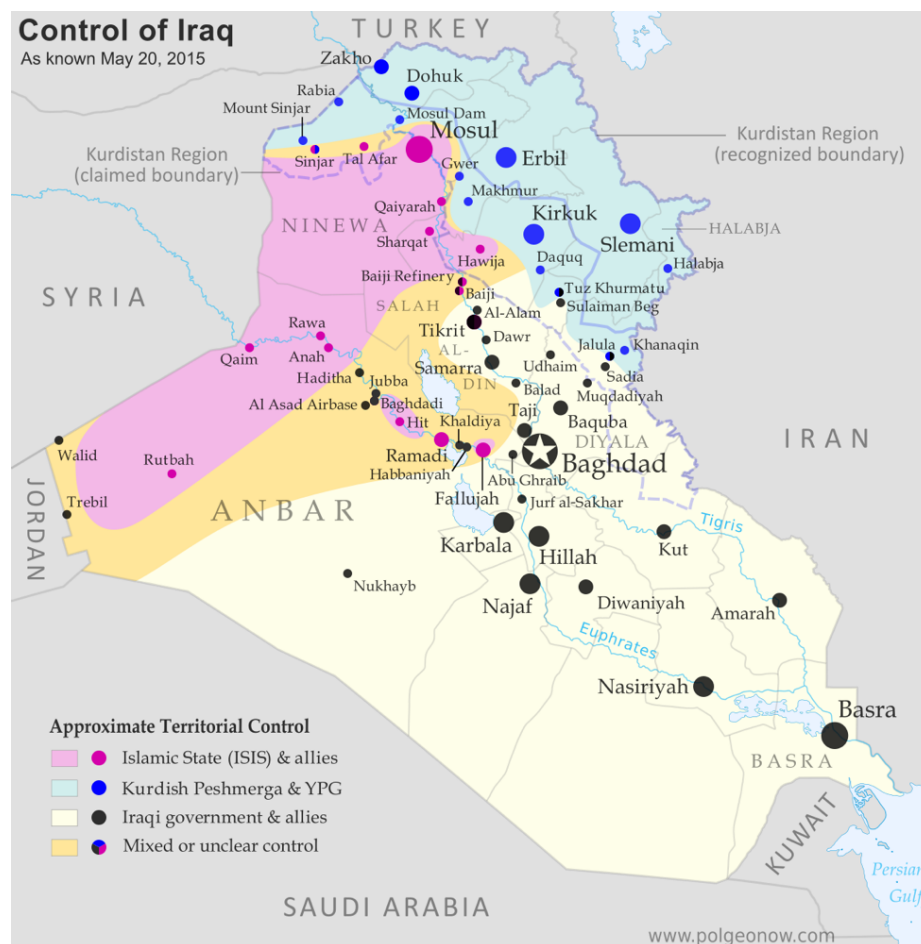 Control of Iraq
As known May 20, 2015
TURKEY
Zakho
Dohuk
Rabia
Mount Sinjar
Mosul Dam
Mosul
Kurdistan Region
(recognized boundary)
Kurdistan Region
(claimed boundary)
Sinjar
Tal Afar
Gwer
Erbil
Makhmur
Qaiyarah
Kirkuk
NINEWA
Slemani
HALABJA
Sharqat
Hawija
Daquq
Halabja
Baiji Refinery
Baiji
Tuz Khurmatu
Sulaiman Beg
SYRIA
SALAH
Al-Alam
Rawa
Tikrit
Dawr
Qaim
Anah
AL-
Samarra
Udhaim
Jalula
Khanaqin
Sadia
Haditha
Jubba
DIN
Balad
Muqdadiyah
Al Asad Airbase
Baghdadi
Hit
Khaldiya
Taji
Baquba
DIYALA
IRAN
Walid
Ramadi
Baghdad
Rutbah
Habbaniyah
Abu Ghraib
JORDAN
Trebil
Fallujah
Jurf al-Sakhar
ANBAR
Tigris
Karbala
Hillah
Kut
Nukhayb
Najaf
Diwaniyah
Amarah
Euphrates
Nasiriyah
Basra
BASRA
Approximate Territorial Control
Islamic State (ISIS) & allies
Kurdish Peshmerga & YPG
Iraqi government & allies
Mixed or unclear control
KUWAIT
Persian
Gulf
SAUDI ARABIA
www.polgeonow.com